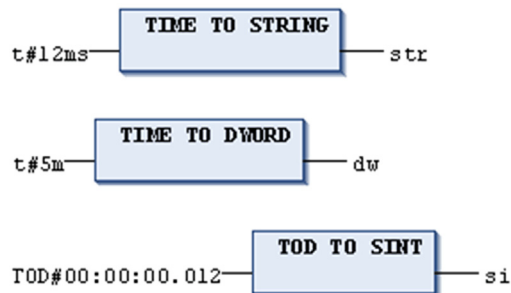 TIME TO STRING
t#12ms str
TIME TO DWORD
t#5m dw
TOD TO SINT
TOD#00:00:00.012 si